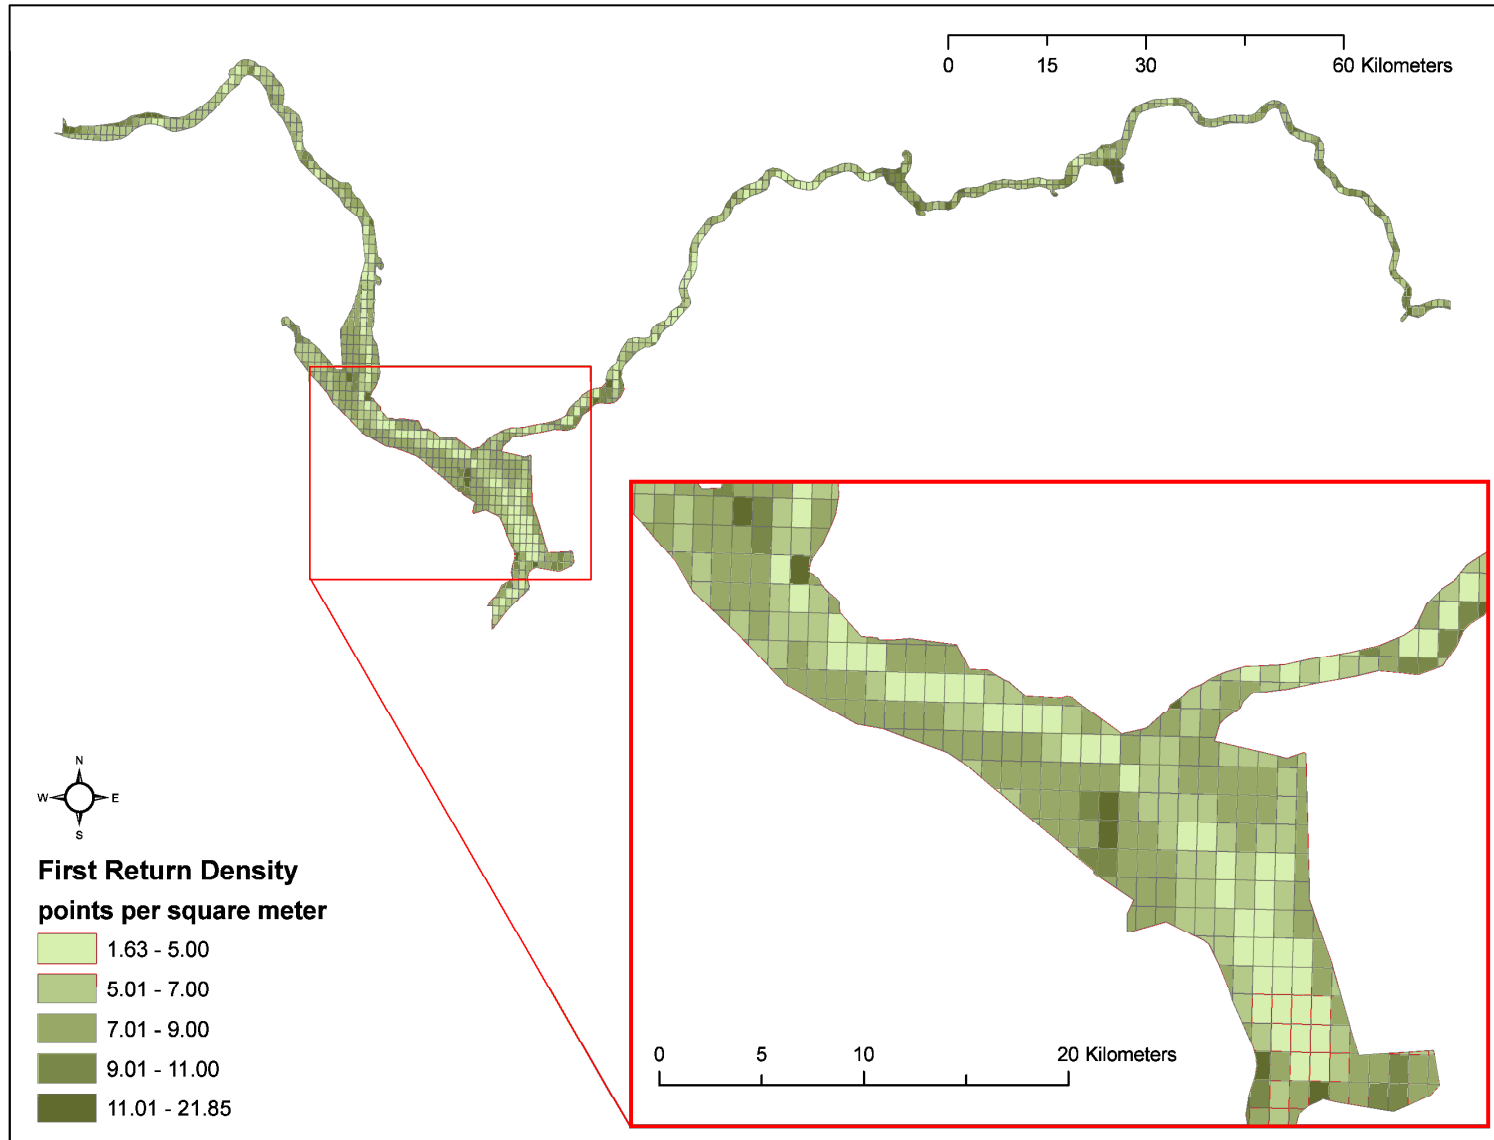 0 15 30 60 Kilometers
N
W E
S
First Return Density
points per square meter
1.63 - 5.00
5.01 - 7.00
7.01 - 9.00
9.01 - 11.00
11.01 - 21.85
0 5 10 20 Kilometers